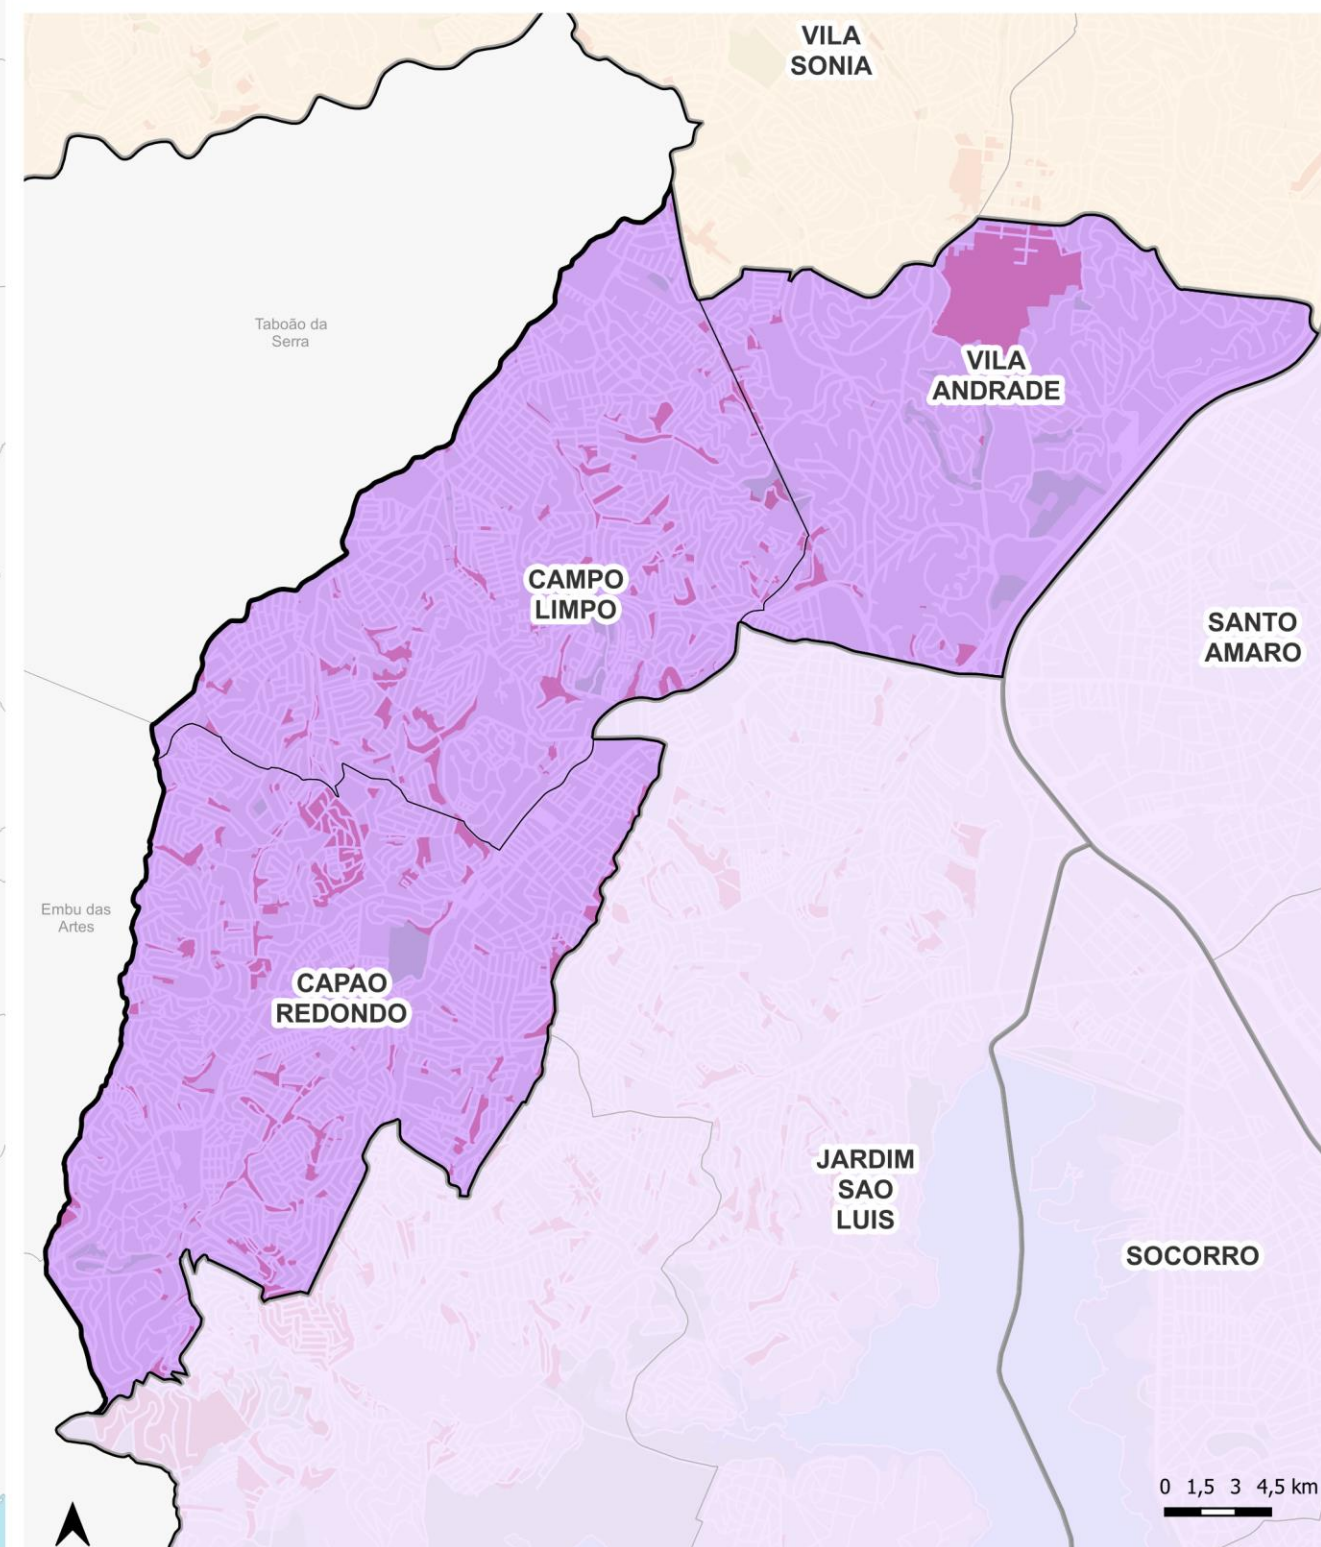 VILA
SONIA
Taboão da
Serra
VILA
ANDRADE
CAMPO
LIMPO
SANTO
AMARO
Embu das
Artes
CAPAO
REDONDO
JARDIM
SAO
LUIS
SOCORRO
0 1,5 3 4,5 km